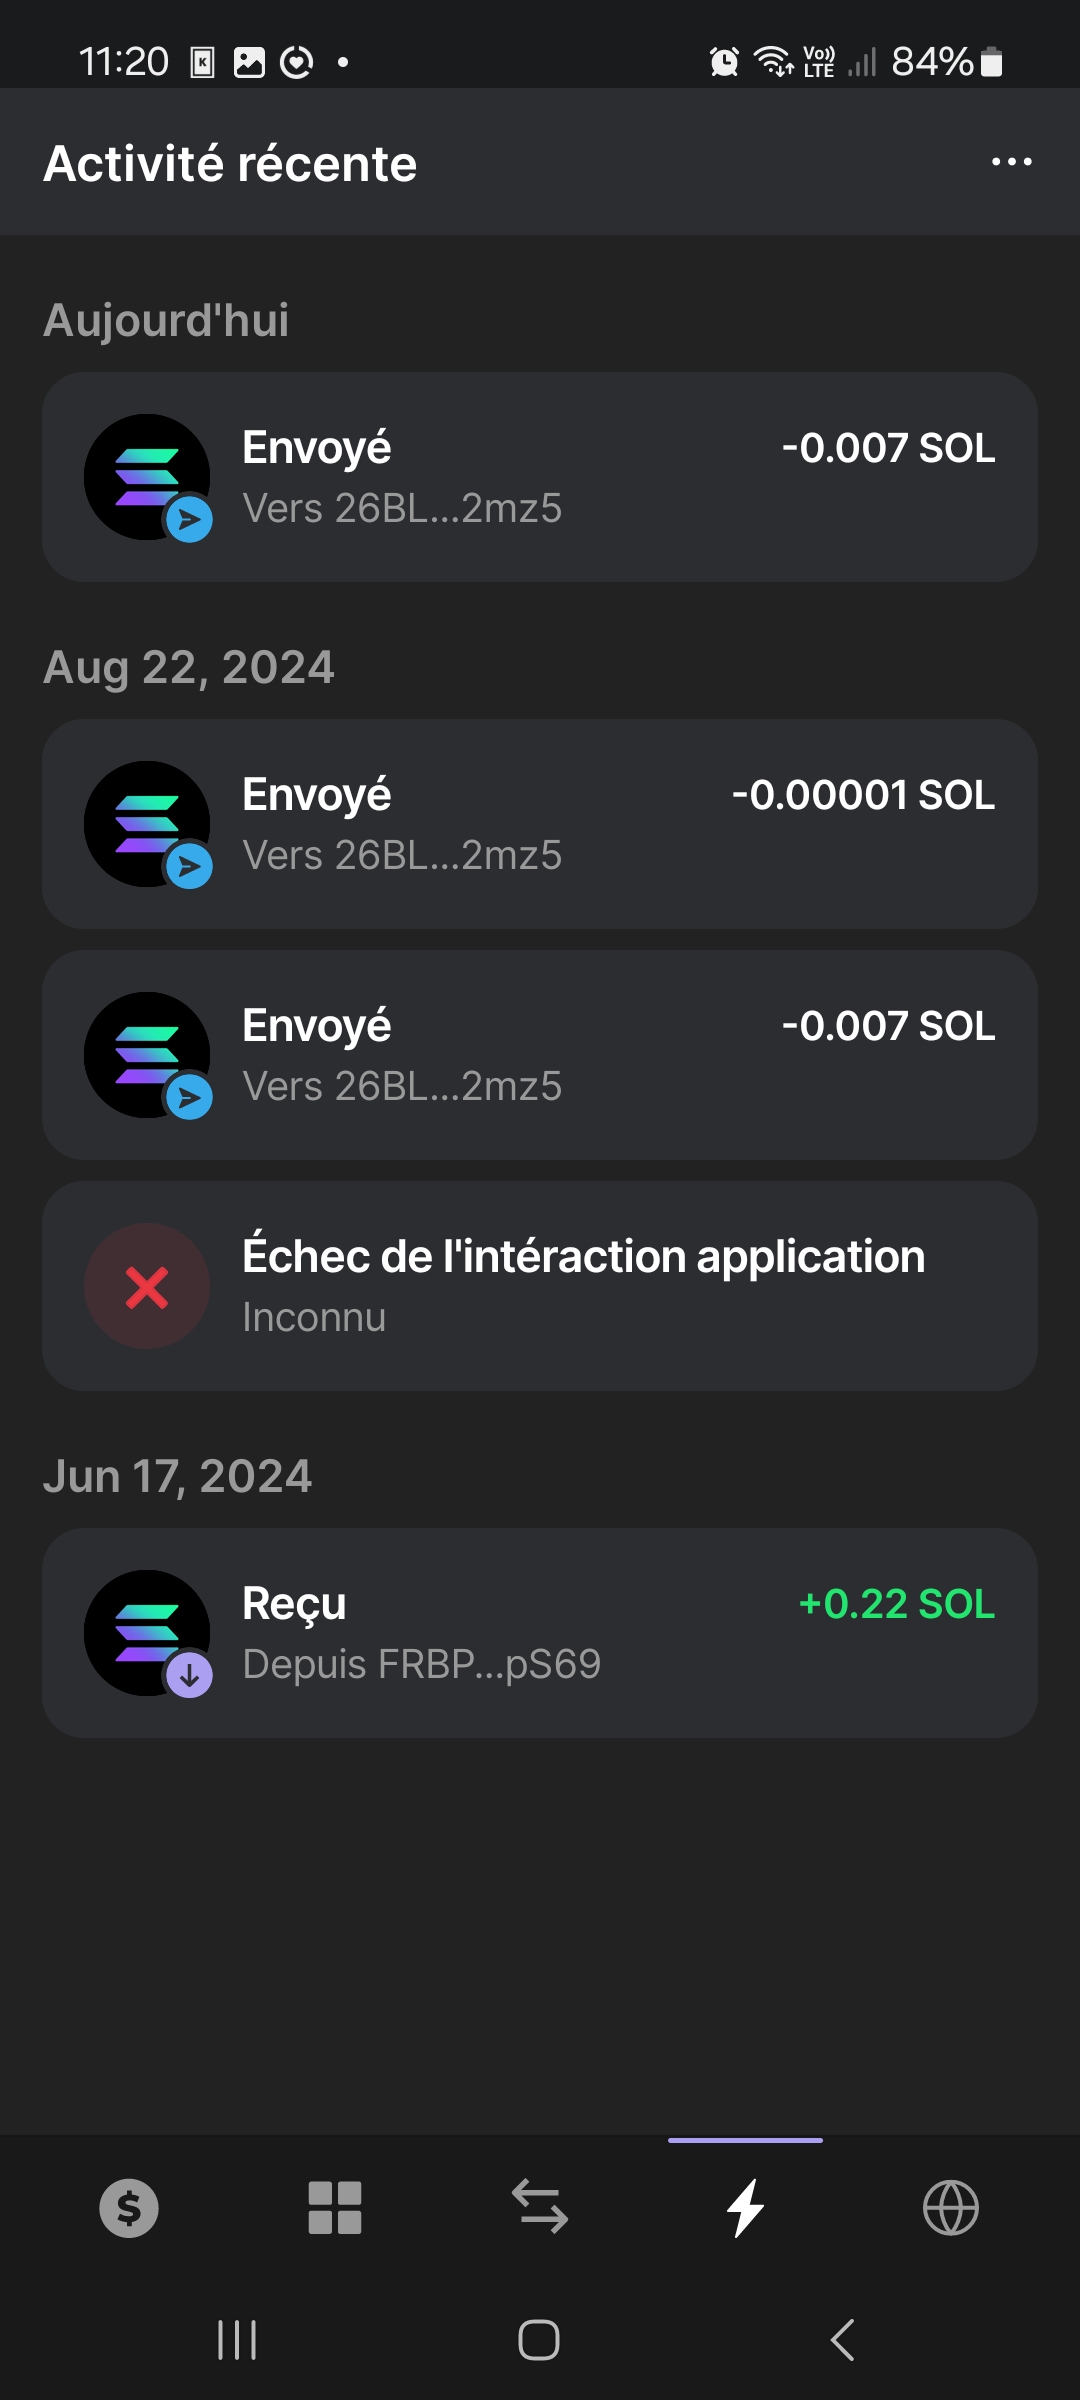 11:20
Vo)) LTE 84%
Activité récente
Aujourd'hui
Envoyé -0.007 SOL
Vers 26BL...2mz5
Aug 22, 2024
Envoyé -0.00001 SOL
Vers 26BL...2mz5
Envoyé -0.007 SOL
Vers 26BL...2mz5
Échec de l'intéraction application
Inconnu
Jun 17, 2024
Reçu +0.22 SOL
Depuis FRBP...pS69